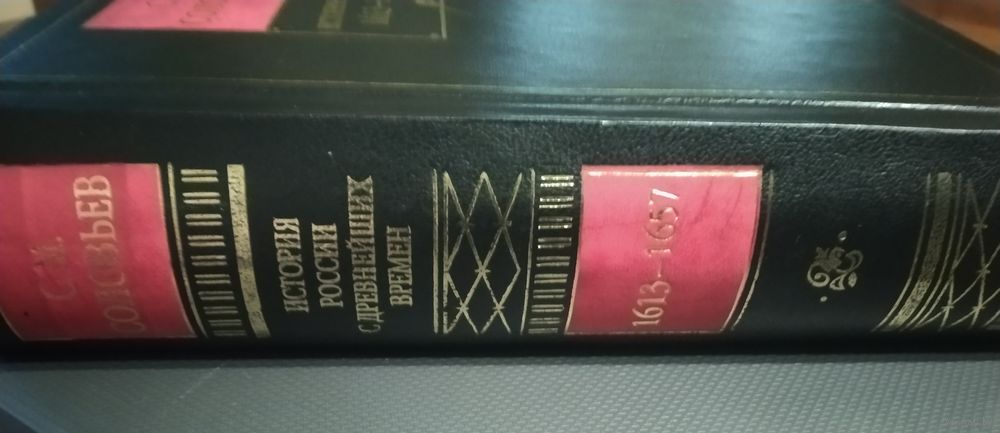 С.М.
СОЛОВЬЕВ
ИСТОРИЯ
РОССИИ
С ДРЕВНЕЙШИХ
ВРЕМЕН
1613–1657